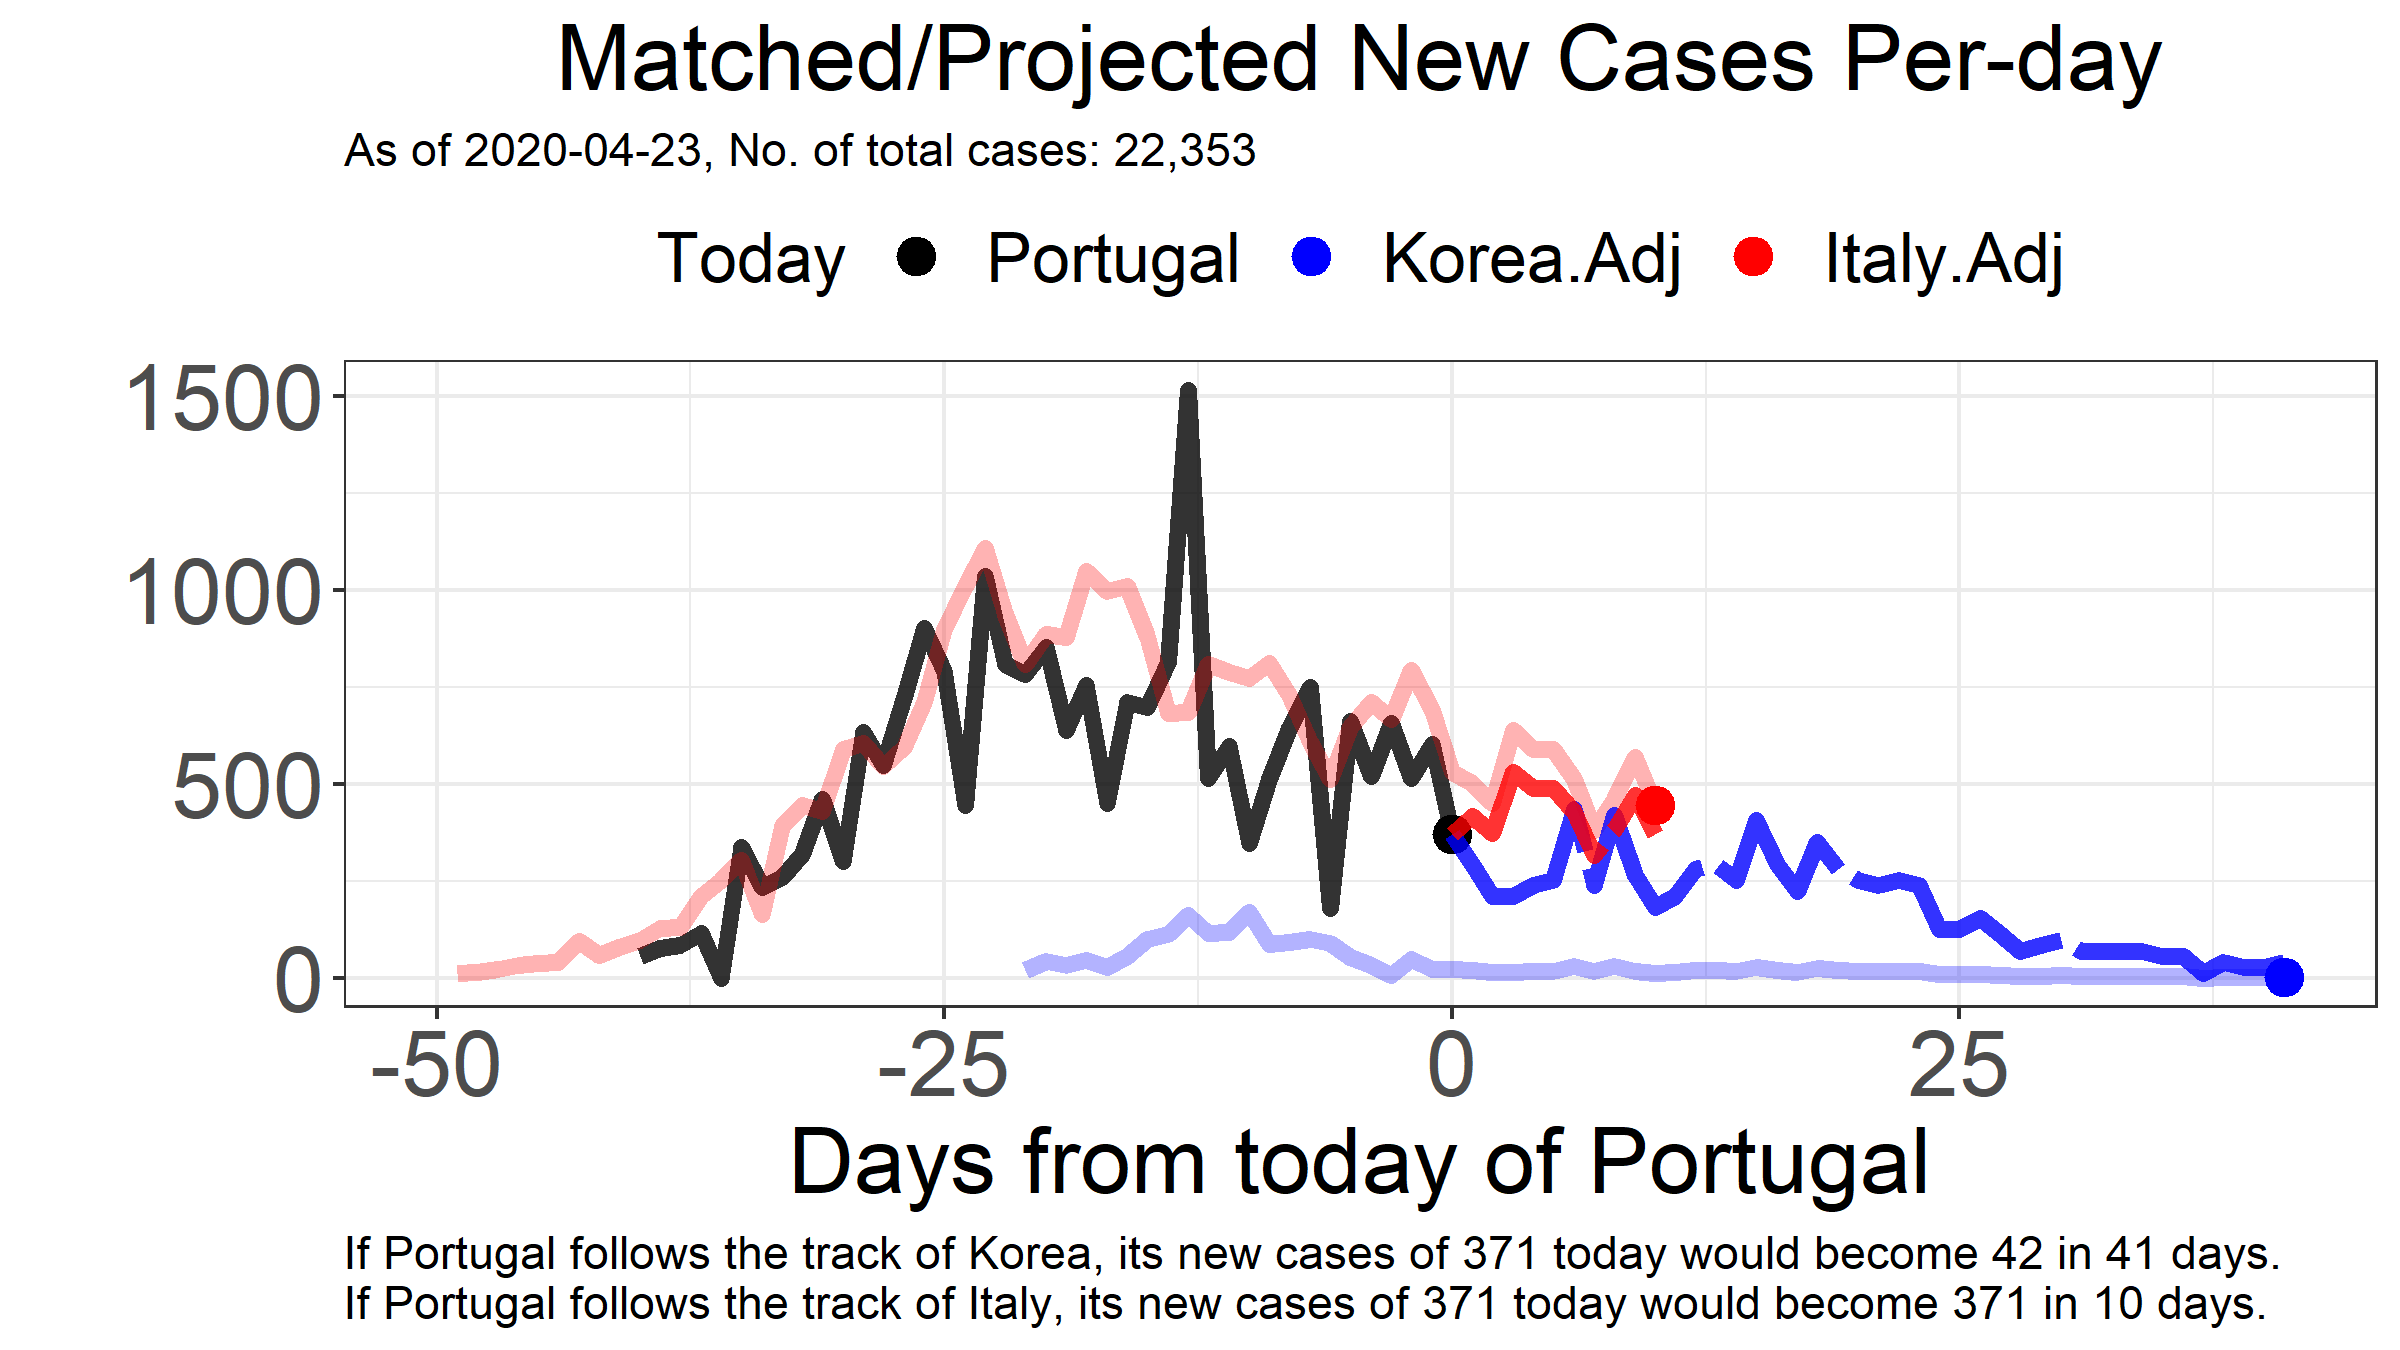 Matched/Projected New Cases Per-day
As of 2020-04-23, No. of total cases: 22,353
Today Portugal Korea.Adj Italy.Adj
1500
1000
500
0
-50 -25 0 25
Days from today of Portugal
If Portugal follows the track of Korea, its new cases of 371 today would become 42 in 41 days.
If Portugal follows the track of Italy, its new cases of 371 today would become 371 in 10 days.